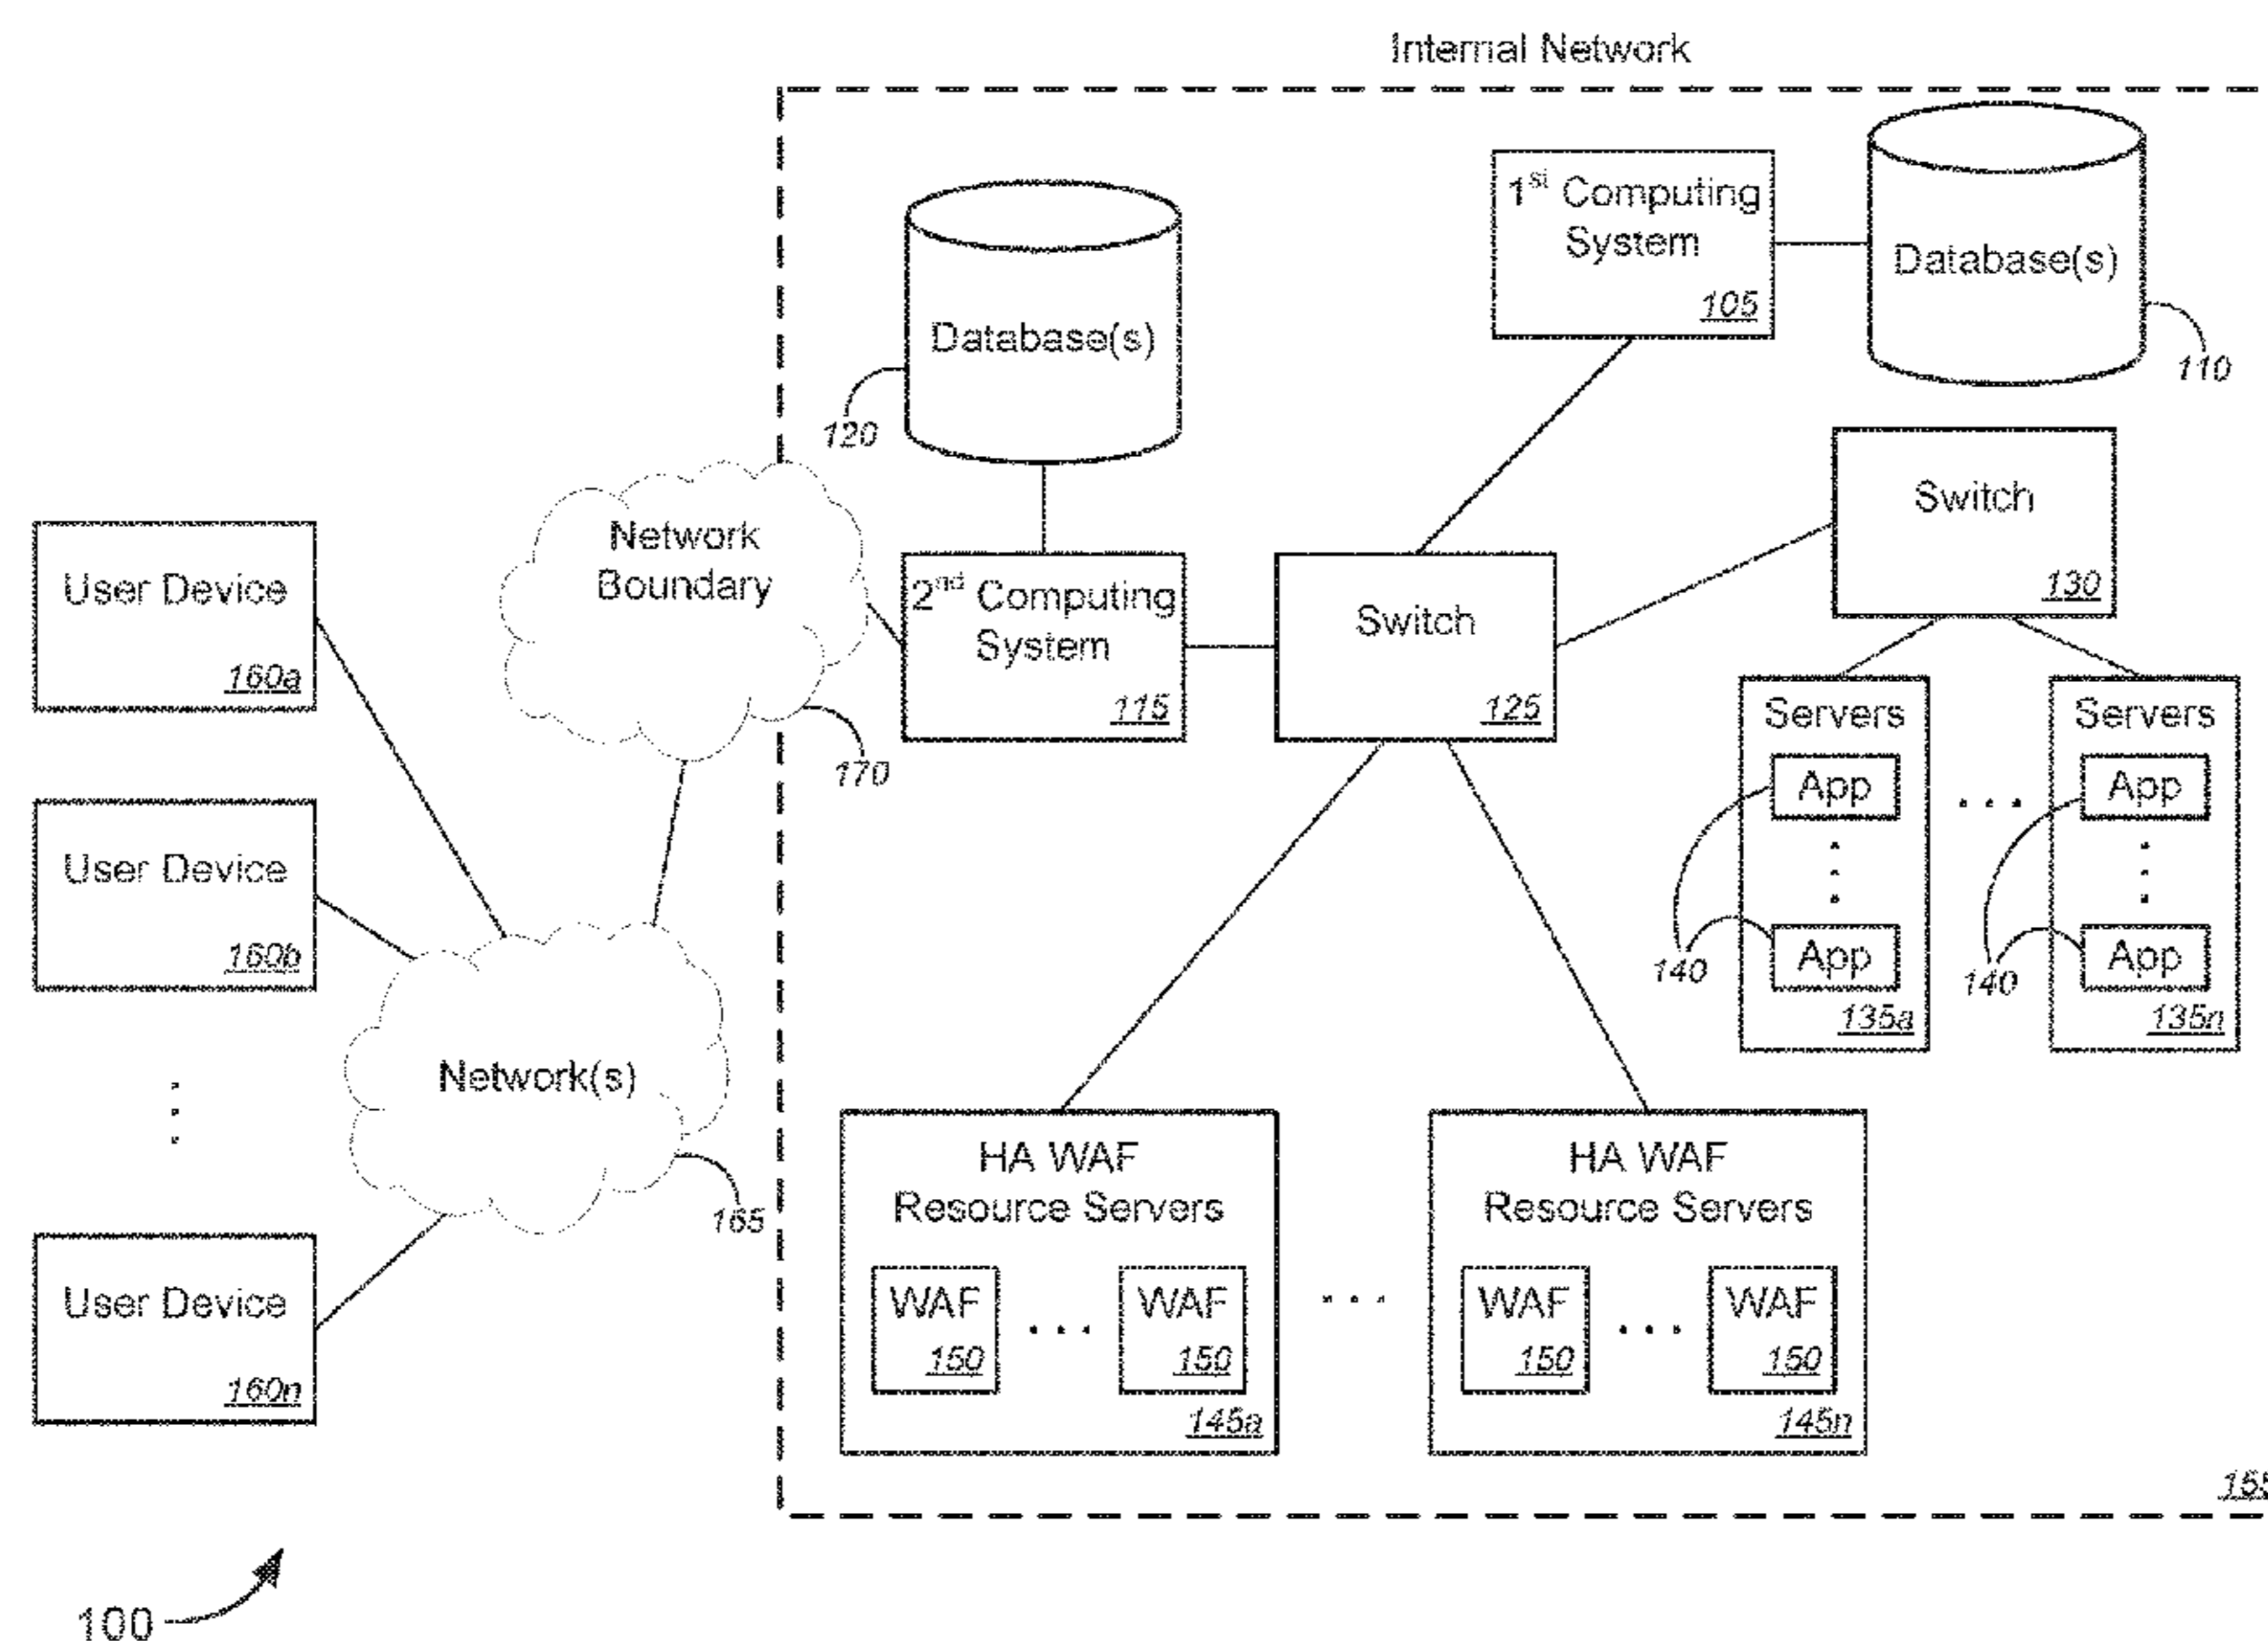 Internal Network
1st Computing
System
105
Database(s)
110
Database(s)
120
Switch
130
Network
Boundary
170
2nd Computing
System
115
Switch
125
User Device
160a
User Device
160b
User Device
160n
Network(s)
165
Servers
App
App
140
135a
Servers
App
App
140
135n
HA WAF
Resource Servers
WAF
150
WAF
150
145a
HA WAF
Resource Servers
WAF
150
WAF
150
145n
155
100